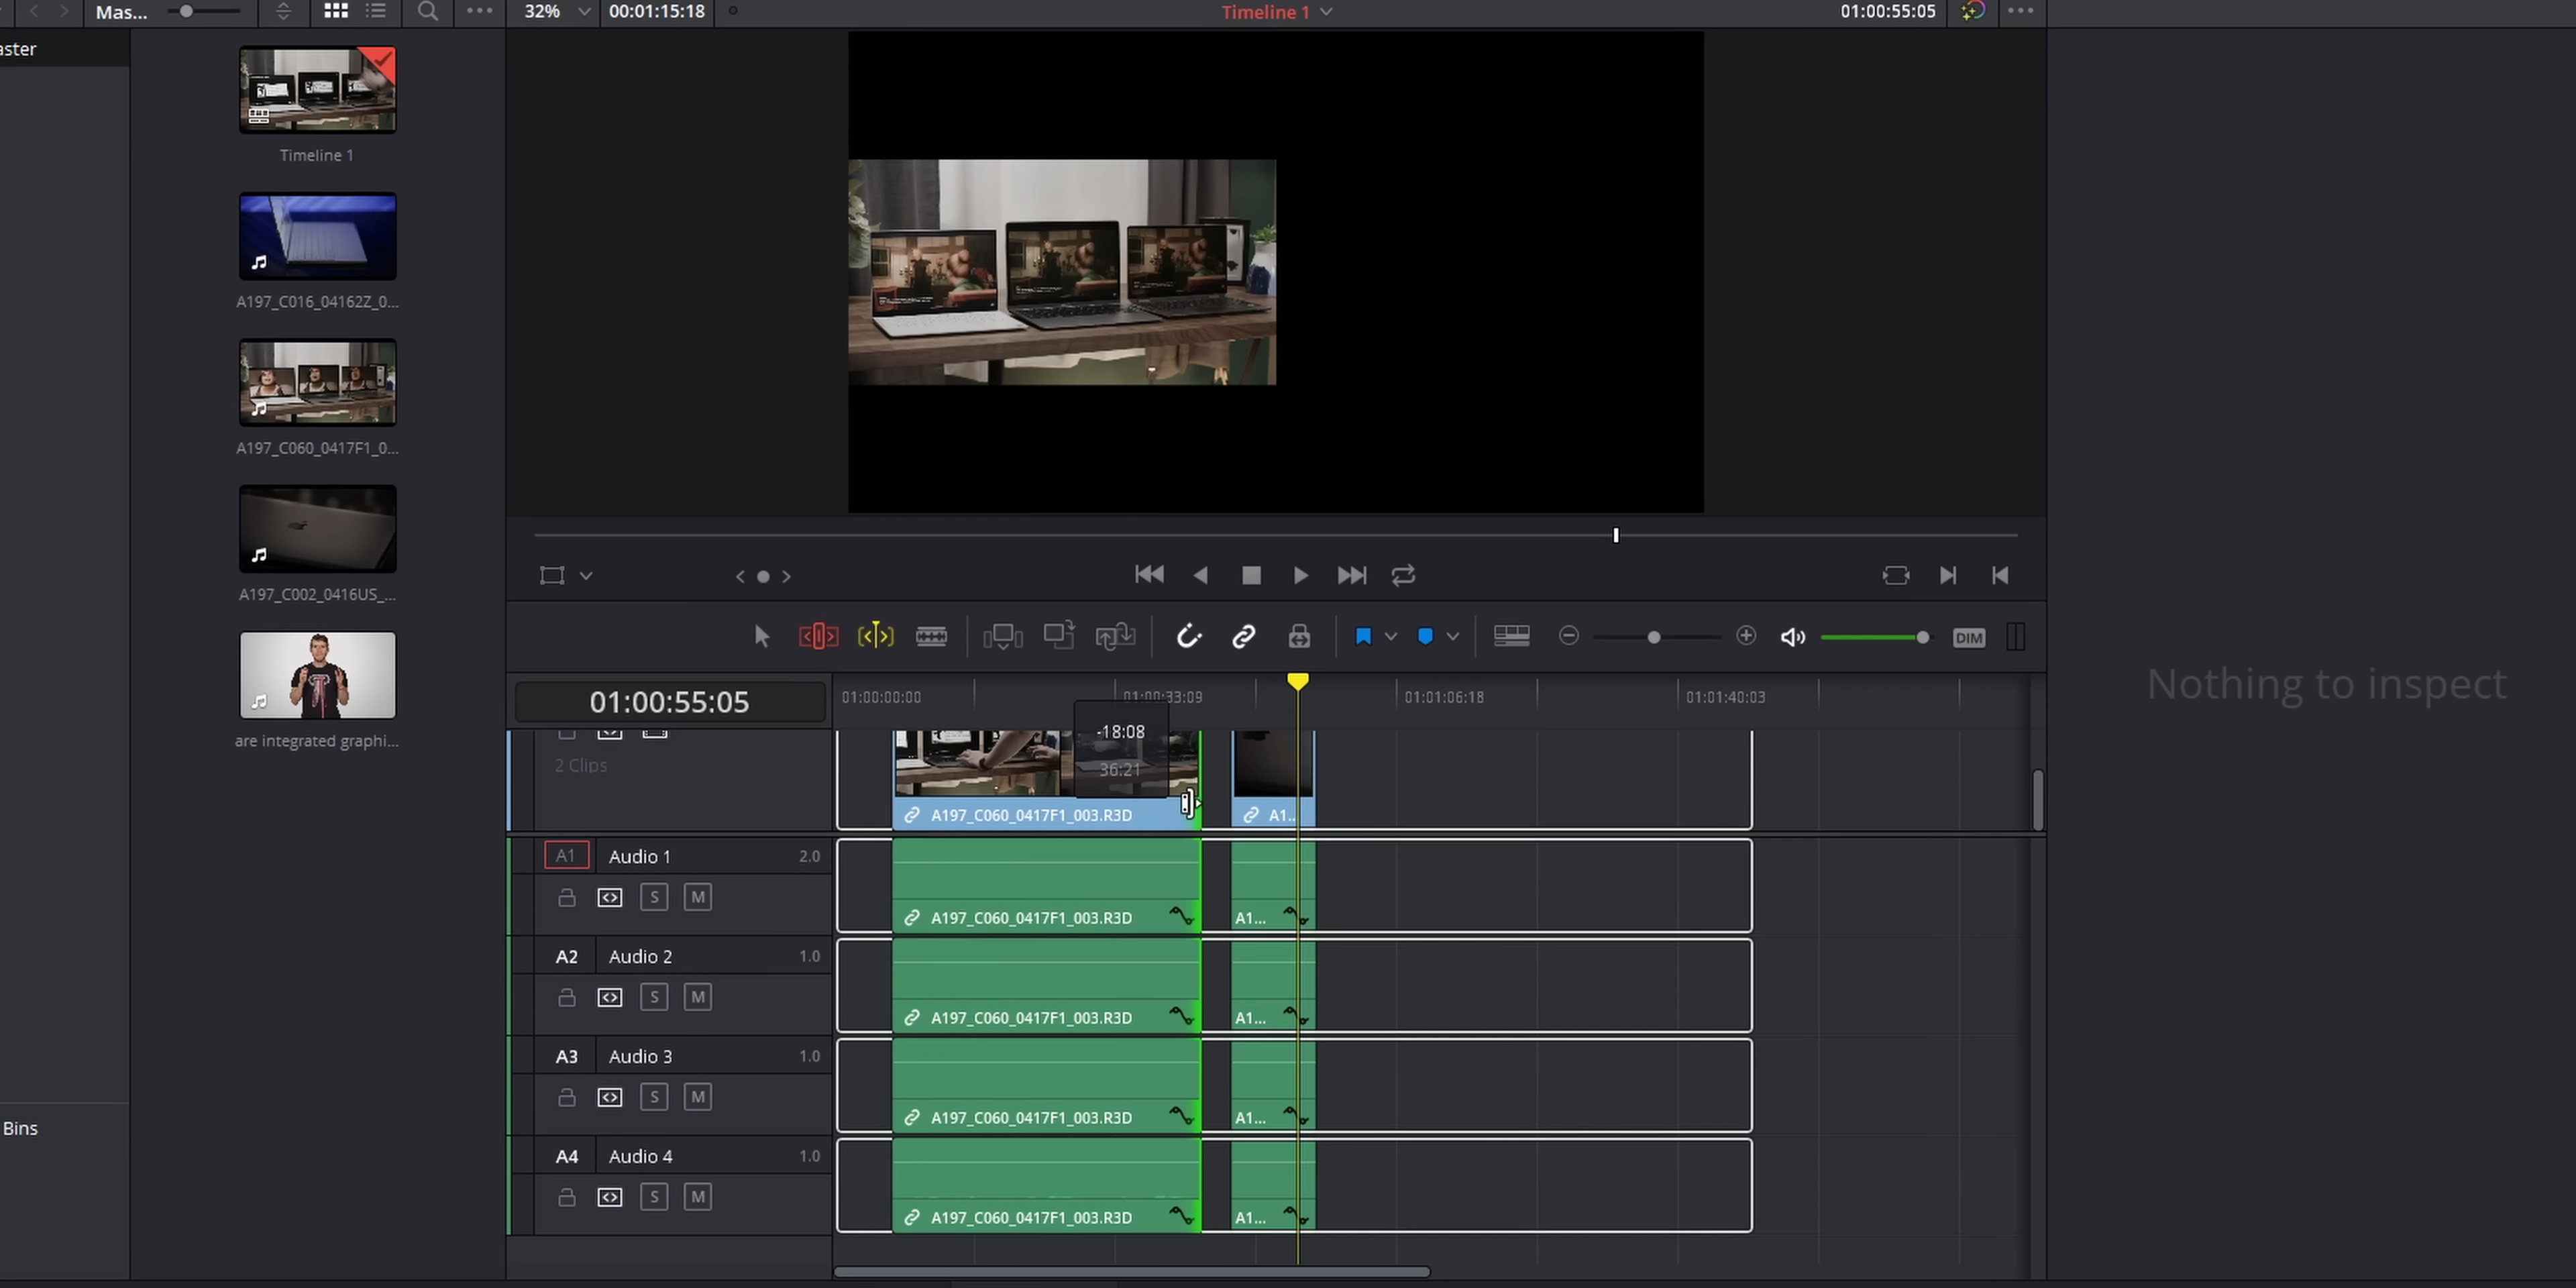 Mas...
32%
00:01:15:18
Timeline 1
01:00:55:05
aster
Timeline 1
A197_C016_04162Z_0...
A197_C060_0417F1_0...
A197_C002_0416US_...
are integrated graphi...
Bins
DIM
Nothing to inspect
01:00:55:05
01:00:00:00
01:00:33:09
01:01:06:18
01:01:40:03
-18:08
36:21
2 Clips
A197_C060_0417F1_003.R3D
A1...
A1
Audio 1
2.0
S
M
A197_C060_0417F1_003.R3D
A1...
A2
Audio 2
1.0
S
M
A197_C060_0417F1_003.R3D
A1...
A3
Audio 3
1.0
S
M
A197_C060_0417F1_003.R3D
A1...
A4
Audio 4
1.0
S
M
A197_C060_0417F1_003.R3D
A1...